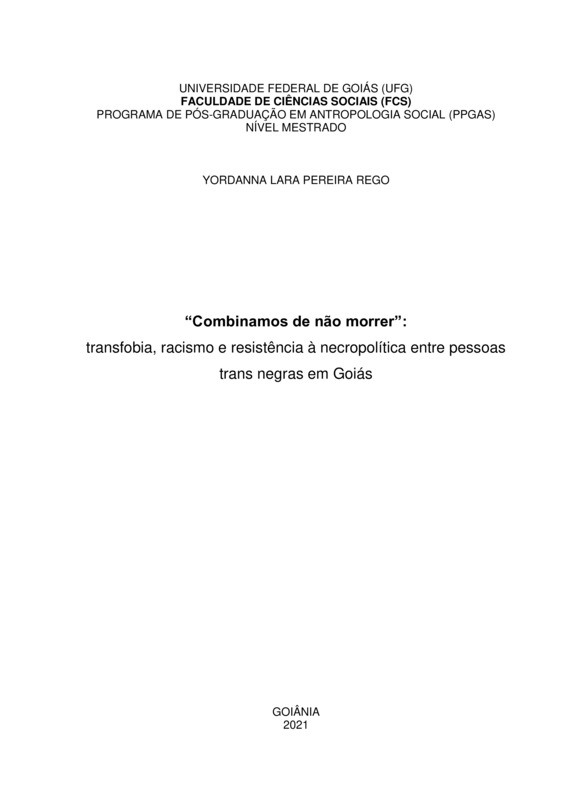 UNIVERSIDADE FEDERAL DE GOIÁS (UFG)
FACULDADE DE CIÊNCIAS SOCIAIS (FCS)
PROGRAMA DE PÓS-GRADUAÇÃO EM ANTROPOLOGIA SOCIAL (PPGAS)
NÍVEL MESTRADO
YORDANNA LARA PEREIRA REGO
“Combinamos de não morrer”:
transfobia, racismo e resistência à necropolítica entre pessoas
trans negras em Goiás
GOIÂNIA
2021